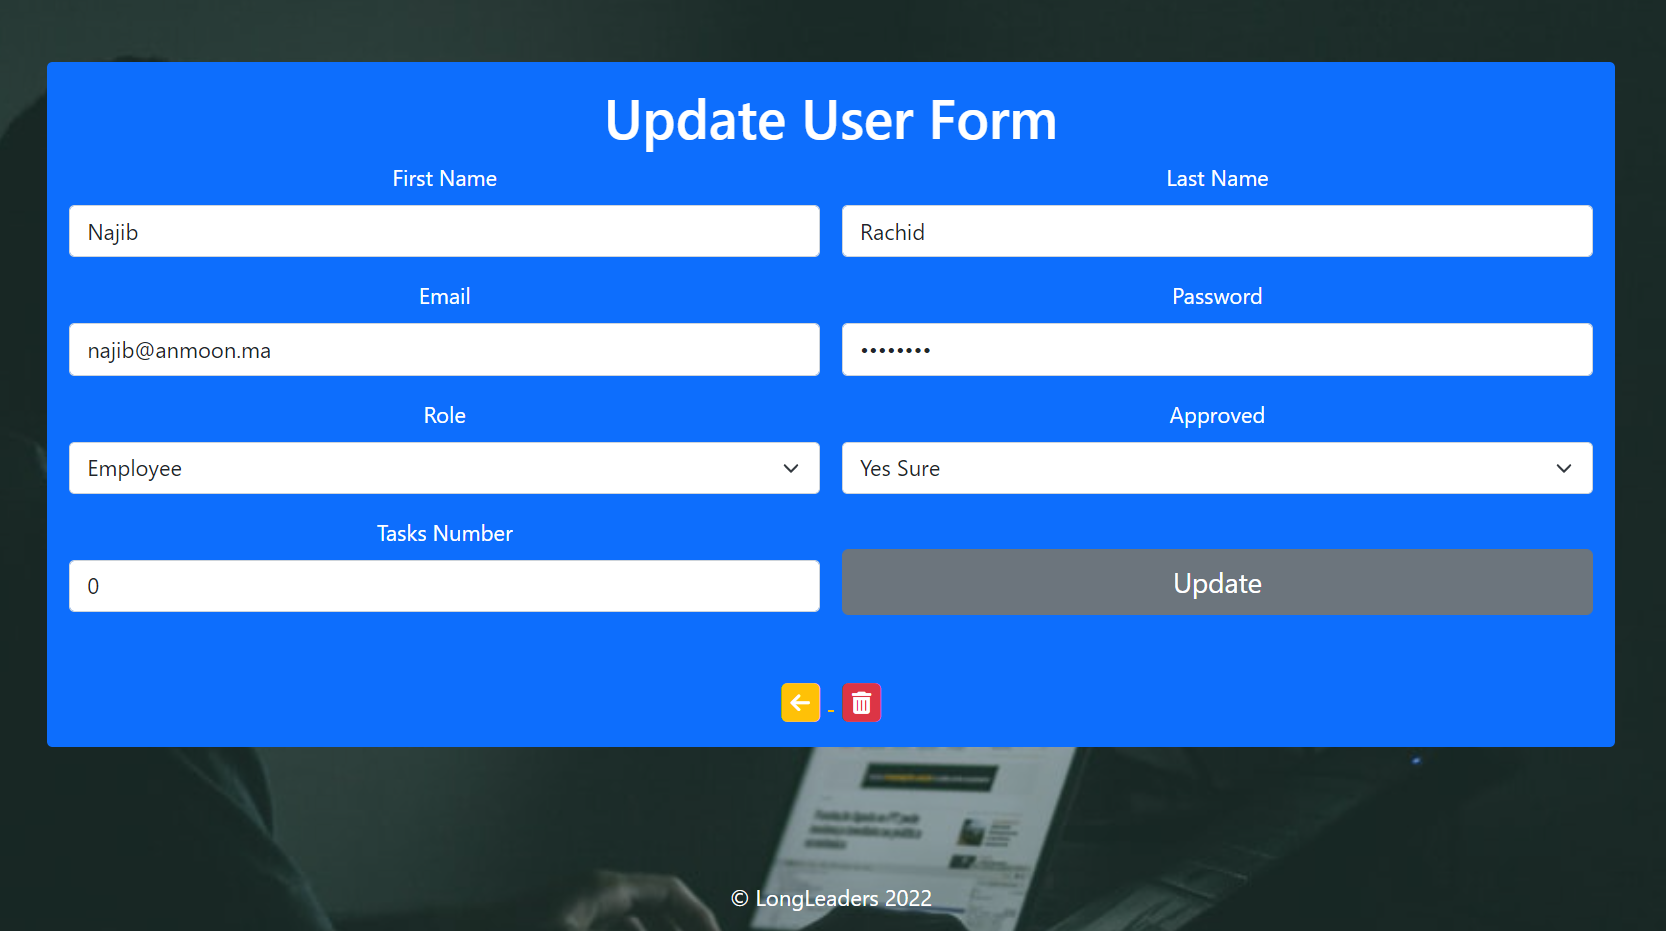 Update User Form
First Name
Last Name
Najib
Rachid
Email
Password
najib@anmoon.ma
••••••••
Role
Approved
Employee
Yes Sure
Tasks Number
0
Update
-
© LongLeaders 2022